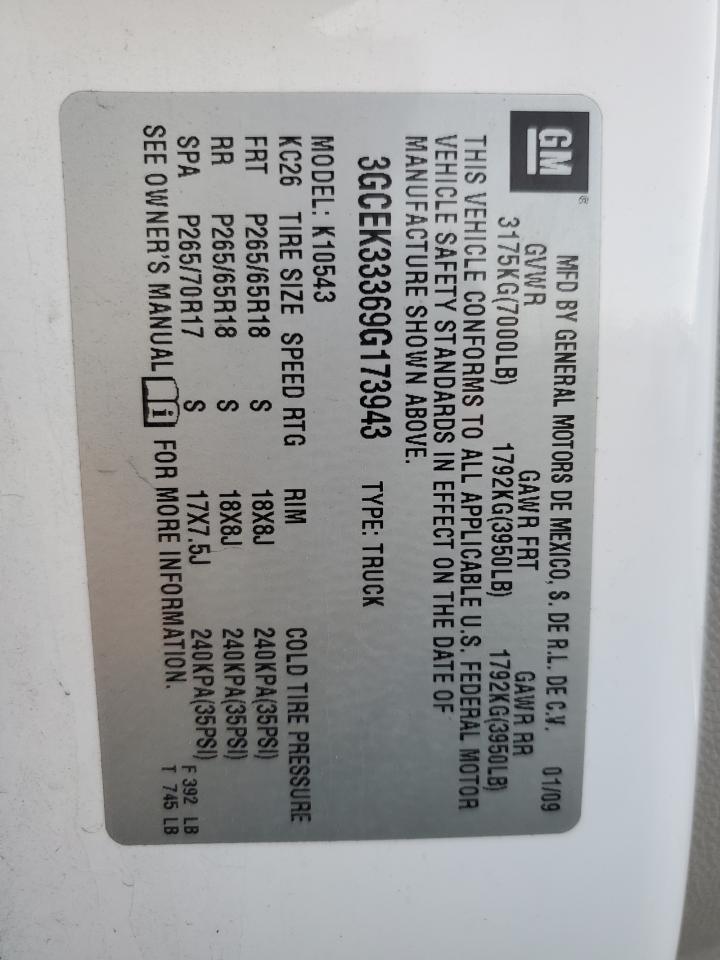 GM®
MFD BY GENERAL MOTORS DE MEXICO, S. DE R.L. DE C.V. 01/09
GVWR GAWR FRT GAWR RR
3175KG(7000LB) 1792KG(3950LB) 1792KG(3950LB)
THIS VEHICLE CONFORMS TO ALL APPLICABLE U.S. FEDERAL MOTOR
VEHICLE SAFETY STANDARDS IN EFFECT ON THE DATE OF
MANUFACTURE SHOWN ABOVE.
3GCEK33369G173943 TYPE: TRUCK
MODEL: K10543
KC26 TIRE SIZE SPEED RTG RIM COLD TIRE PRESSURE
FRT P265/65R18 S 18X8J 240KPA(35PSI)
RR P265/65R18 S 18X8J 240KPA(35PSI)
SPA P265/70R17 S 17X7.5J 240KPA(35PSI)
SEE OWNER'S MANUAL i FOR MORE INFORMATION.
F 392 LB
T 745 LB